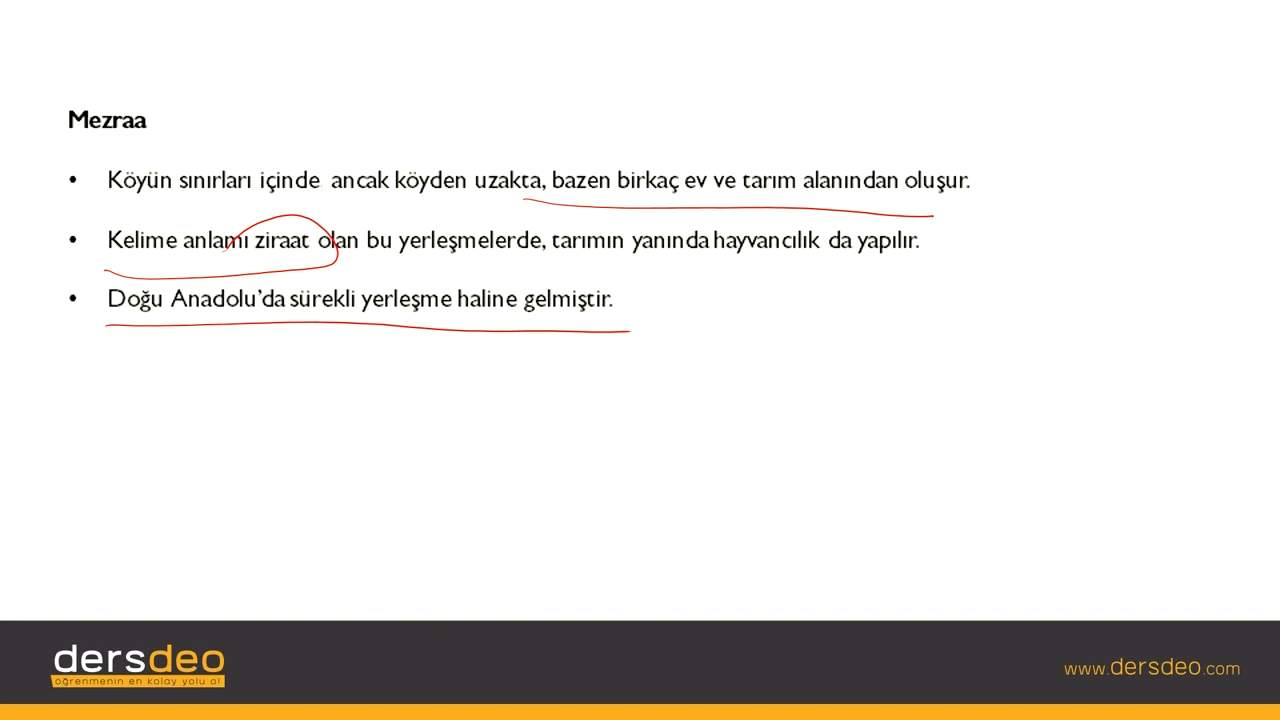 Mezraa
• Köyün sınırları içinde ancak köyden uzakta, bazen birkaç ev ve tarım alanından oluşur.
• Kelime anlamı ziraat olan bu yerleşmelerde, tarımın yanında hayvancılık da yapılır.
• Doğu Anadolu’da sürekli yerleşme haline gelmiştir.
dersdeo
öğrenmenin en kolay yolu o!
www.dersdeo.com